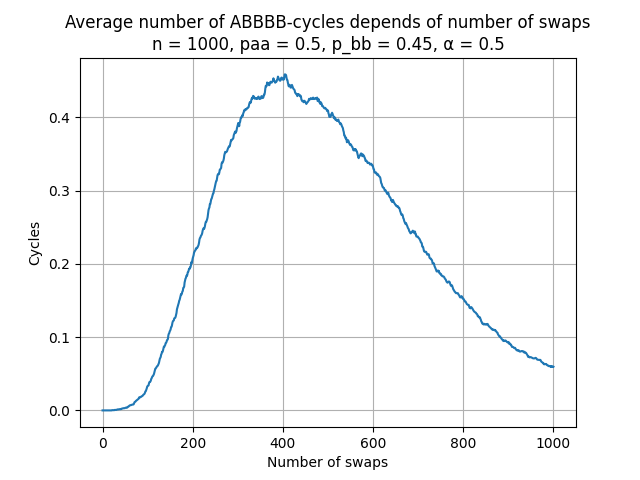 Average number of ABBBB-cycles depends of number of swaps
n = 1000, paa = 0.5, p_bb = 0.45, α = 0.5
Cycles
0.4
0.3
0.2
0.1
0.0
0 200 400 600 800 1000
Number of swaps